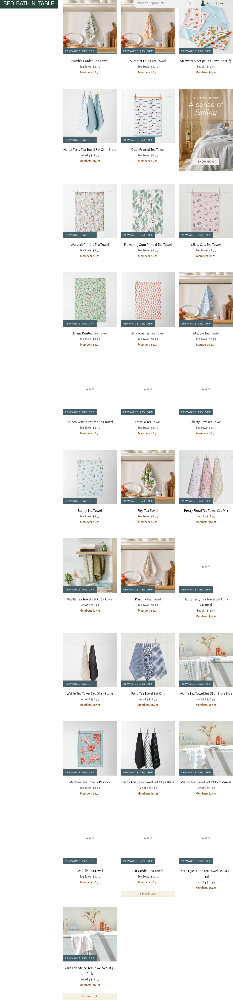 BED BATH N' TABLE
Search our products
Sign In | Join
REWARDS 25% OFF
Bumble Garden Tea Towel
Tea Towel $8.95
Members: $6.71
REWARDS 25% OFF
Summer Fruits Tea Towel
Tea Towel $8.95
Members: $6.71
REWARDS 25% OFF
Strawberry Stripe Tea Towel Set Of 3
Set of 3 $18.95
Members: $14.21
REWARDS 25% OFF
Hardy Terry Tea Towel Set Of 3 - Slate
Set of 3 $18.95
Members: $14.21
REWARDS 25% OFF
Dash Printed Tea Towel
Tea Towel $8.95
Members: $6.71
THE TEXTURE EDIT
A sense of
feeling
SHOP NOW
REWARDS 25% OFF
Waratah Printed Tea Towel
Tea Towel $8.95
Members: $6.71
REWARDS 25% OFF
Flowering Gum Printed Tea Towel
Tea Towel $8.95
Members: $6.71
REWARDS 25% OFF
Misty Cats Tea Towel
Tea Towel $8.95
Members: $6.71
REWARDS 25% OFF
Ariana Printed Tea Towel
Tea Towel $8.95
Members: $6.71
REWARDS 25% OFF
Strawberries Tea Towel
Tea Towel $8.95
Members: $6.71
REWARDS 25% OFF
Maggie Tea Towel
Tea Towel $8.95
Members: $6.71
REWARDS 25% OFF
Golden Wattle Printed Tea Towel
Tea Towel $8.95
Members: $6.71
REWARDS 25% OFF
Estrella Tea Towel
Tea Towel $8.95
Members: $6.71
REWARDS 25% OFF
Cherry Bow Tea Towel
Tea Towel $8.95
Members: $6.71
REWARDS 25% OFF
Buddy Tea Towel
Tea Towel $8.95
Members: $6.71
REWARDS 25% OFF
Figs Tea Towel
Tea Towel $8.95
Members: $6.71
REWARDS 25% OFF
Pretty Floral Tea Towel Set Of 3
Set of 3 $18.95
Members: $14.21
REWARDS 25% OFF
Waffle Tea Towel Set Of 2 - Olive
Set of 2 $36.95
Members: $27.71
REWARDS 25% OFF
Priscilla Tea Towel
Tea Towel $8.95
Members: $6.71
REWARDS 25% OFF
Hardy Terry Tea Towel Set Of 3 -
Oatmeal
Set of 3 $18.95
Members: $14.21
REWARDS 25% OFF
Waffle Tea Towel Set Of 2 - Stone
Set of 2 $36.95
Members: $27.71
REWARDS 25% OFF
Rona Tea Towel Set Of 3
Set of 3 $18.95
Members: $14.21
REWARDS 25% OFF
Waffle Tea Towel Set Of 2 - Slate Blue
Set of 2 $36.95
Members: $27.71
REWARDS 25% OFF
Marlowe Tea Towel - Peacock
Tea Towel $8.95
Members: $6.71
REWARDS 25% OFF
Hardy Terry Tea Towel Set Of 3 - Black
Set of 3 $18.95
Members: $14.21
REWARDS 25% OFF
Waffle Tea Towel Set Of 2 - Oatmeal
Set of 2 $36.95
Members: $27.71
REWARDS 25% OFF
Seagulls Tea Towel
Tea Towel $8.95
Members: $6.71
REWARDS 25% OFF
Cat Garden Tea Towel
Tea Towel $8.95
Members: $6.71
Limited Stock
REWARDS 25% OFF
Yarn Dye Stripe Tea Towel Set Of 3 -
Teal
Set of 3 $18.95
Members: $14.21
REWARDS 25% OFF
Yarn Dye Stripe Tea Towel Set Of 3 -
Pink
Set of 3 $18.95
Members: $14.21
Limited Stock